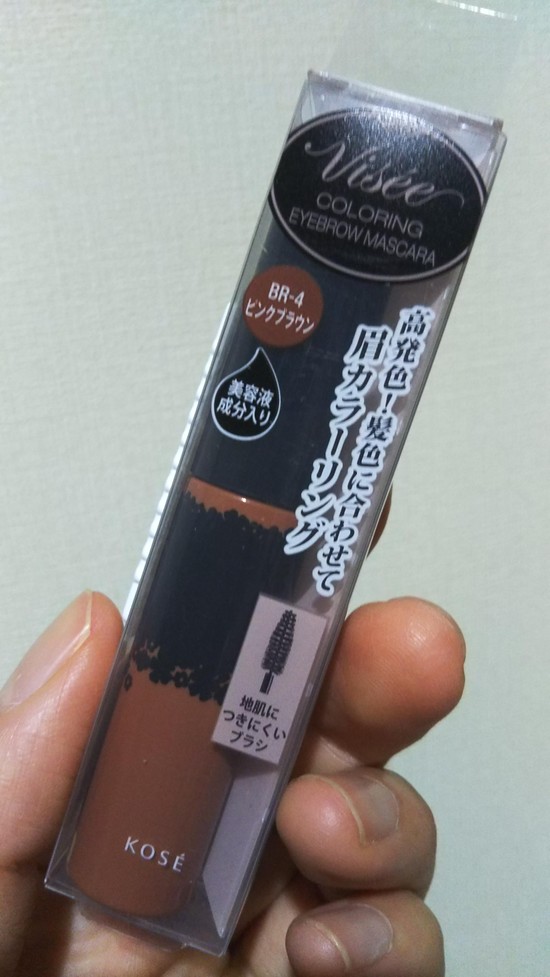 Visée
COLORING
EYEBROW MASCARA
BR-4
ピンクブラウン
高発色!髪色に合わせて
眉カラーリング
美容液
成分入り
地肌に
つきにくい
ブラシ
KOSÉ